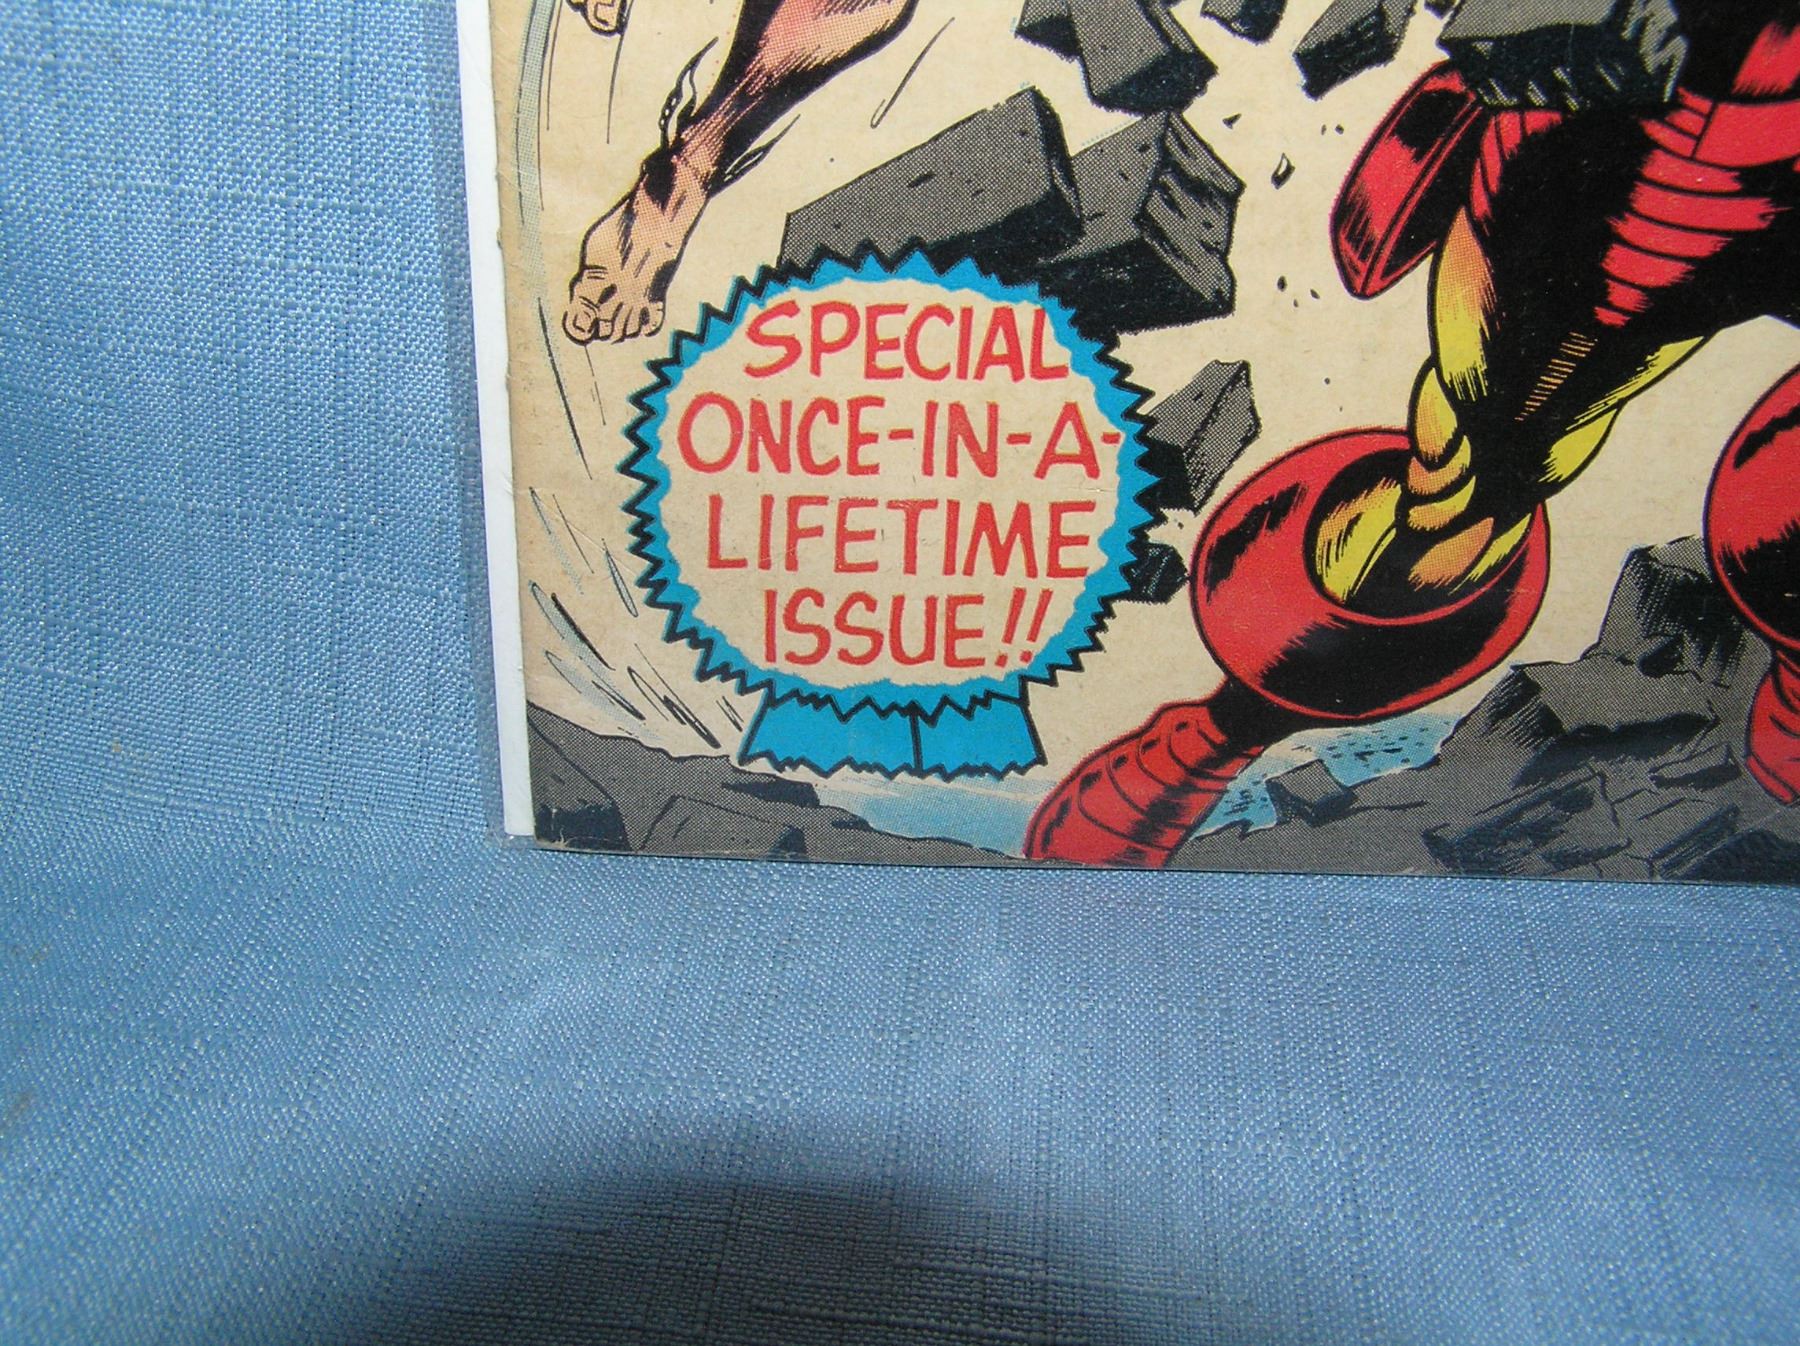 SPECIAL
ONCE-IN-A-
LIFETIME
ISSUE!!